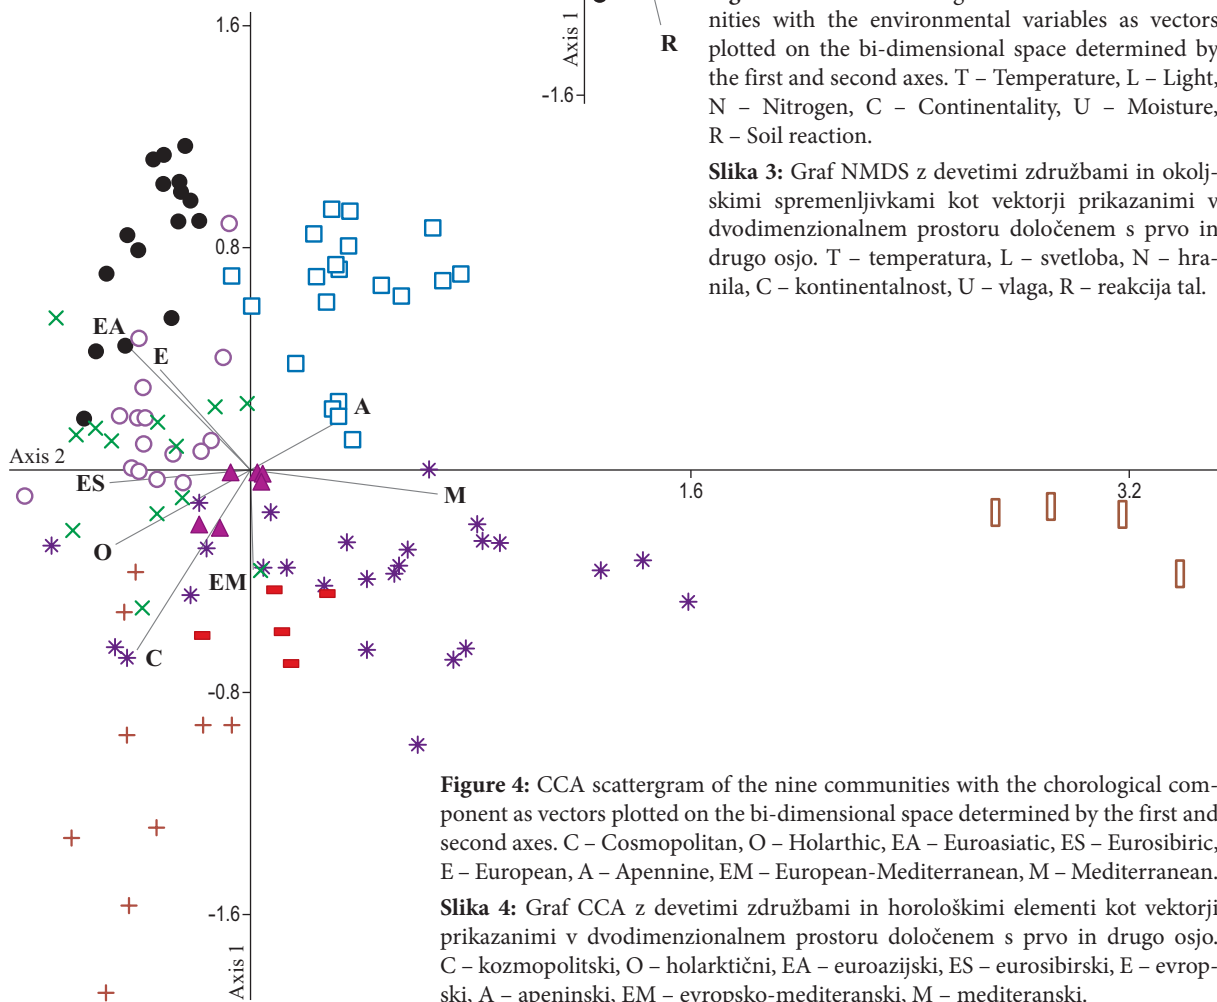 nities with the environmental variables as vectors
plotted on the bi-dimensional space determined by
the first and second axes. T – Temperature, L – Light,
N – Nitrogen, C – Continentality, U – Moisture,
R – Soil reaction.
Slika 3: Graf NMDS z devetimi združbami in okolj-
skimi spremenljivkami kot vektorji prikazanimi v
dvodimenzionalnem prostoru določenem s prvo in
drugo osjo. T – temperatura, L – svetloba, N – hra-
nila, C – kontinentalnost, U – vlaga, R – reakcija tal.
Axis 1
R
-1.6
1.6
0.8
EA
E
A
Axis 2
ES
M
1.6
3.2
O
EM
C
-0.8
-1.6
Axis 1
Figure 4: CCA scattergram of the nine communities with the chorological com-
ponent as vectors plotted on the bi-dimensional space determined by the first and
second axes. C – Cosmopolitan, O – Holarthic, EA – Euroasiatic, ES – Eurosibiric,
E – European, A – Apennine, EM – European-Mediterranean, M – Mediterranean.
Slika 4: Graf CCA z devetimi združbami in horološkimi elementi kot vektorji
prikazanimi v dvodimenzionalnem prostoru določenem s prvo in drugo osjo.
C – kozmopolitski, O – holarktični, EA – euroazijski, ES – eurosibirski, E – evrop-
ski, A – apeninski, EM – evropsko-mediteranski, M – mediteranski.